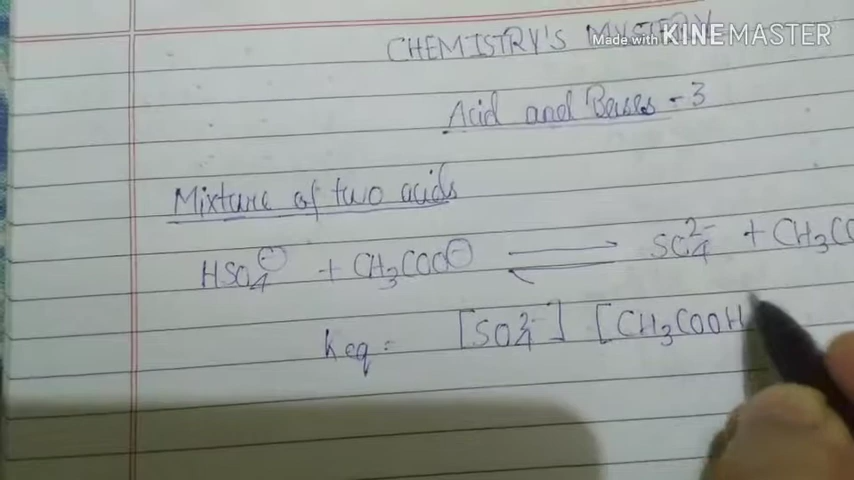 CHEMISTRY'S MYSTERY
Made with KINEMASTER
Acid and Bases - 3
Mixture of two acids
HSO₄⊖ + CH₃COO⊖ ⇌ SO₄²⁻ + CH₃CO
Keq = [SO₄²⁻] [CH₃COOH